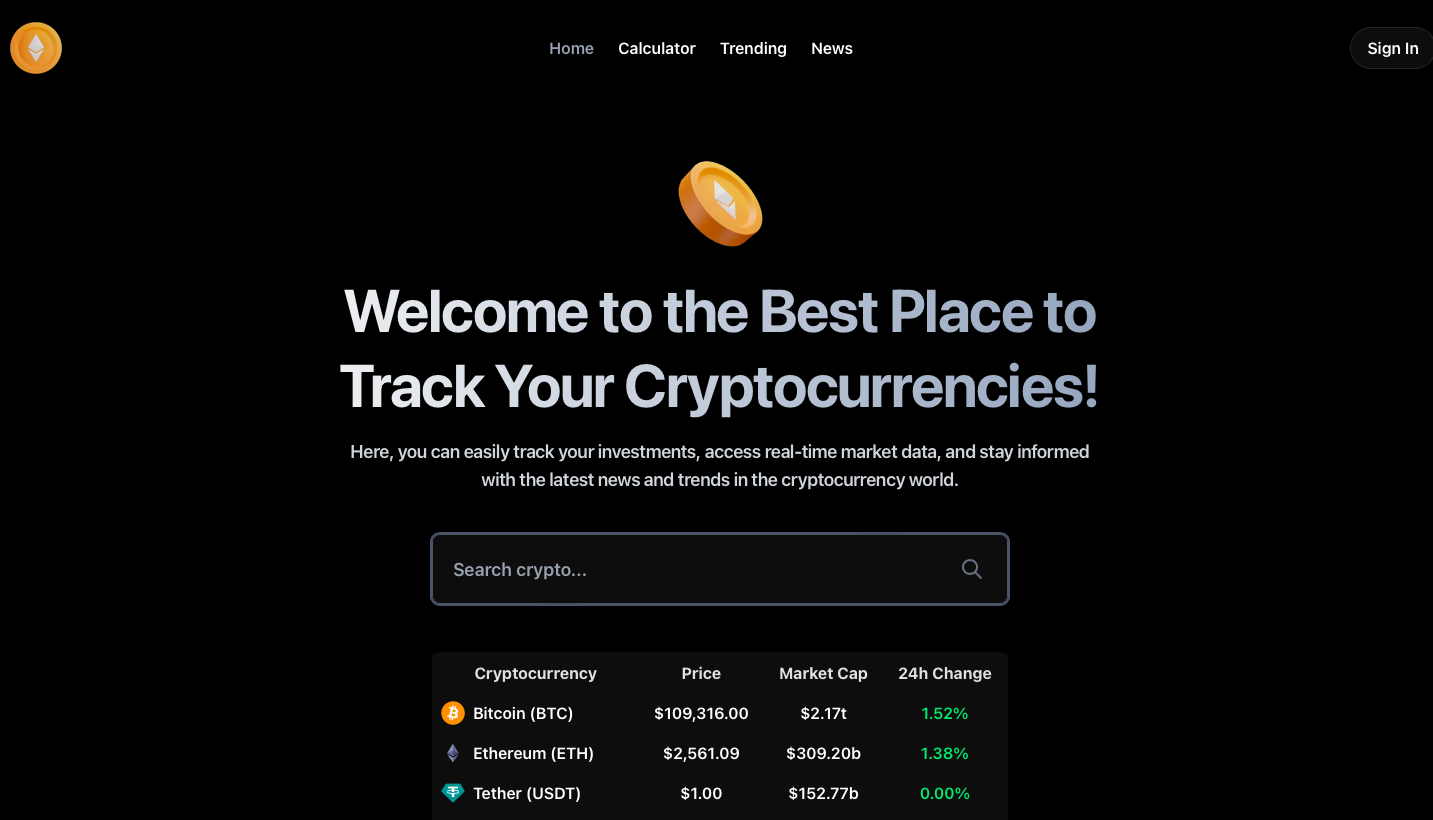 Home Calculator Trending News Sign In
Welcome to the Best Place to
Track Your Cryptocurrencies!
Here, you can easily track your investments, access real-time market data, and stay informed
with the latest news and trends in the cryptocurrency world.
Search crypto...
Cryptocurrency Price Market Cap 24h Change
Bitcoin (BTC) $109,316.00 $2.17t 1.52%
Ethereum (ETH) $2,561.09 $309.20b 1.38%
Tether (USDT) $1.00 $152.77b 0.00%